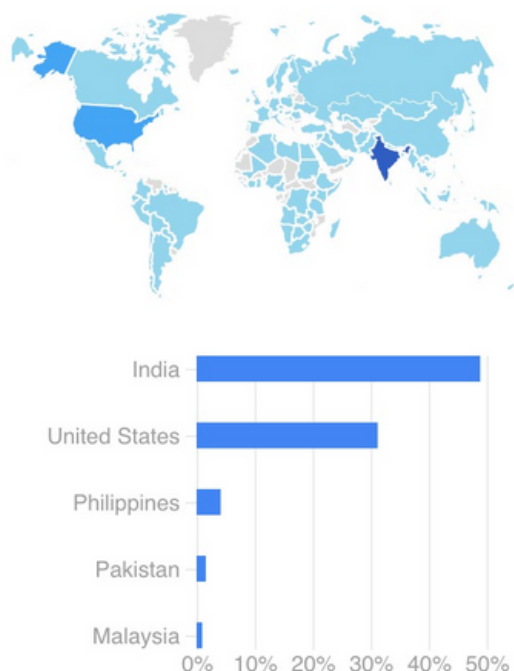 India
United States
Philippines
Pakistan
Malaysia
0% 10% 20% 30% 40% 50%